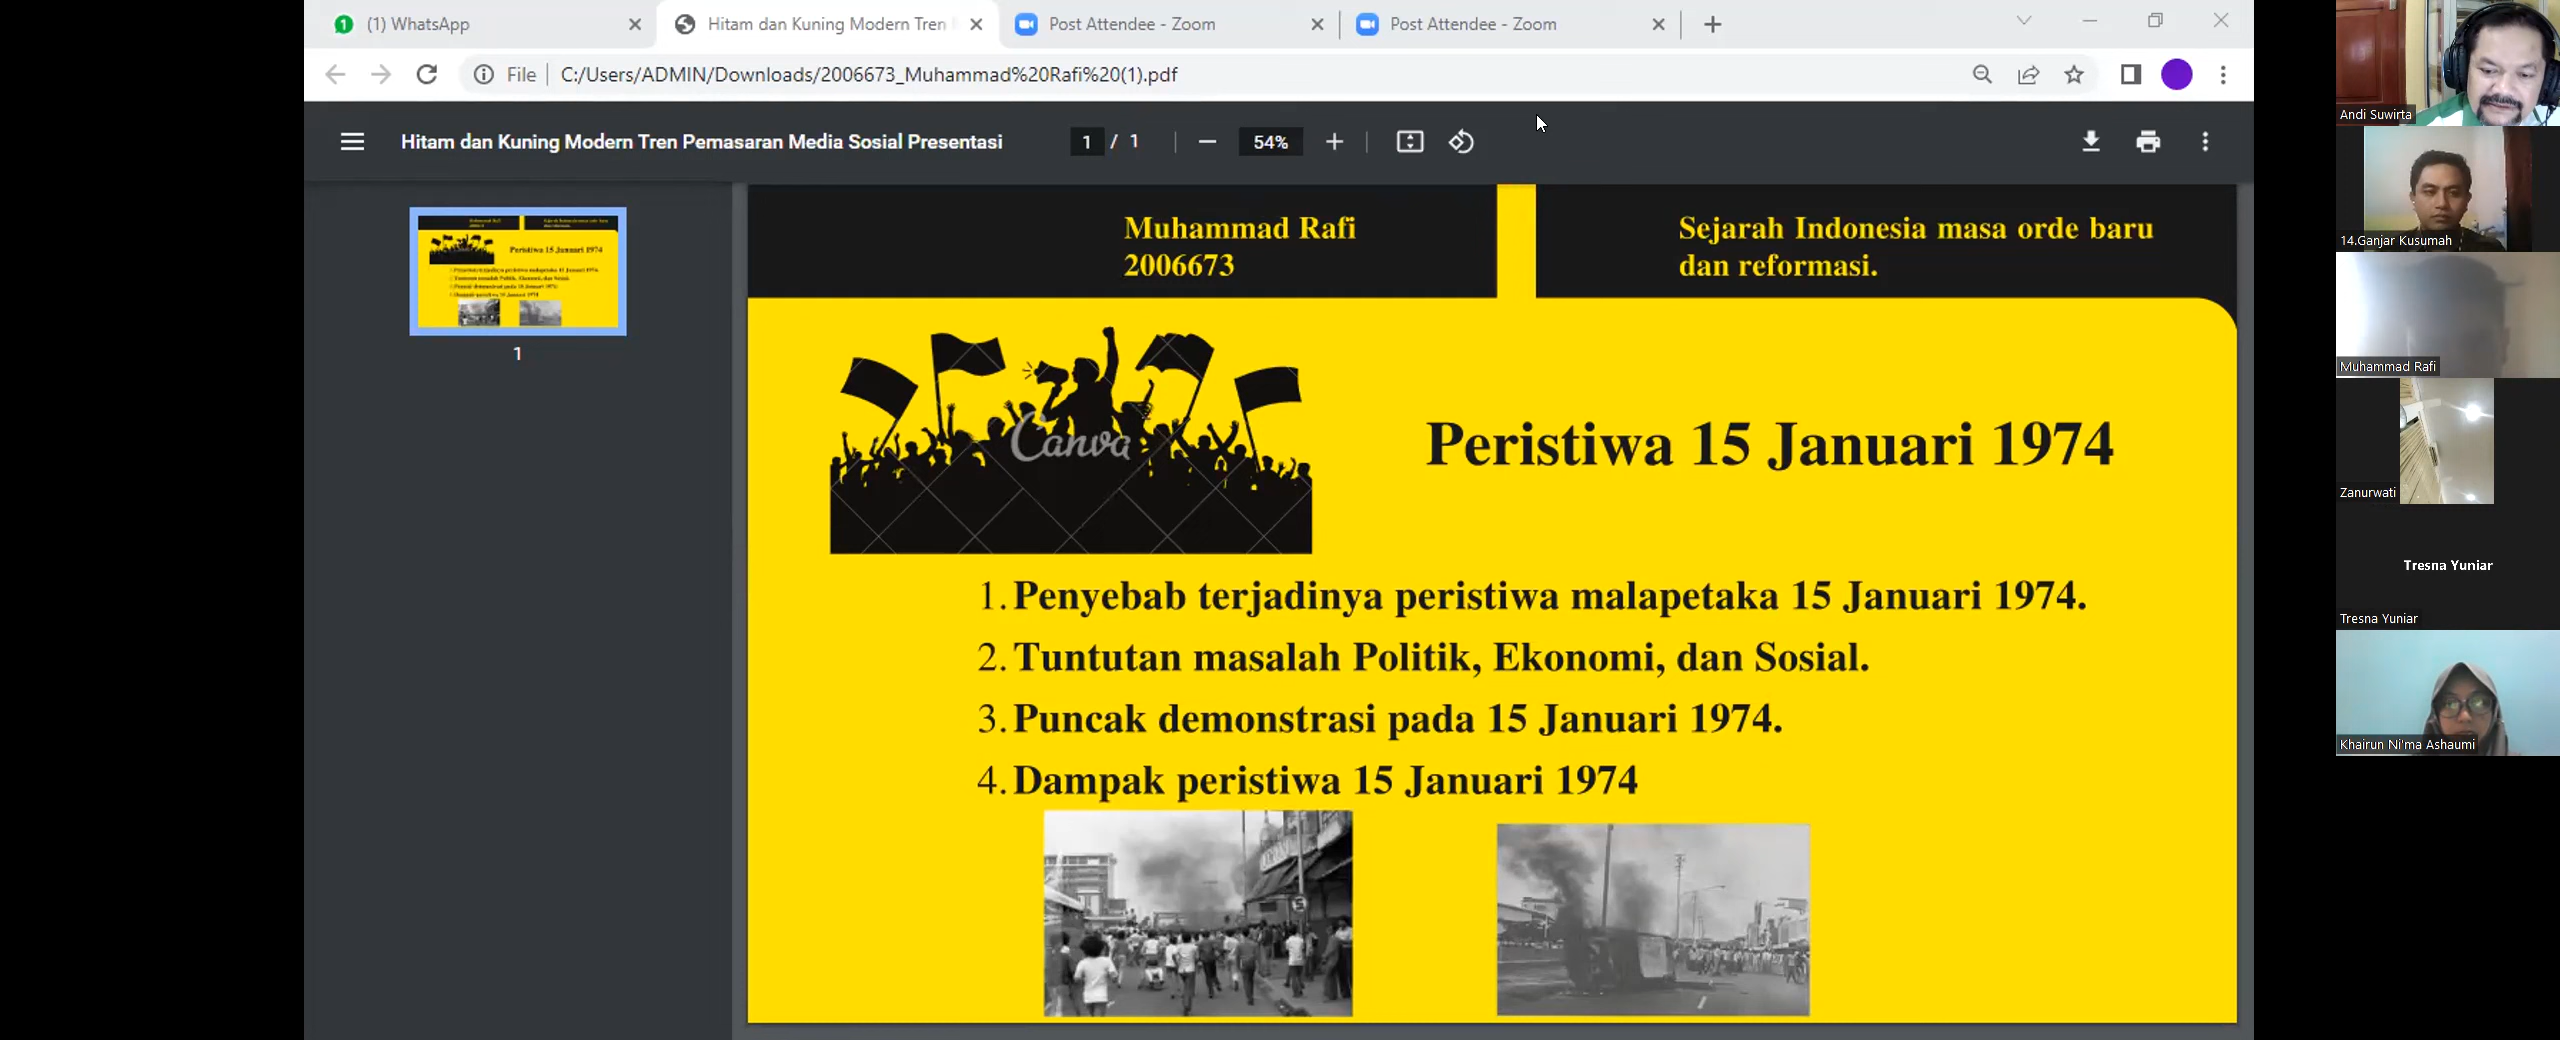 (1) WhatsApp
Hitam dan Kuning Modern Tren
Post Attendee - Zoom
Post Attendee - Zoom
File
C:/Users/ADMIN/Downloads/2006673_Muhammad%20Rafi%20(1).pdf
Hitam dan Kuning Modern Tren Pemasaran Media Sosial Presentasi
1 / 1
54%
1
Muhammad Rafi
2006673
Sejarah Indonesia masa orde baru
dan reformasi.
Canva
Peristiwa 15 Januari 1974
1. Penyebab terjadinya peristiwa malapetaka 15 Januari 1974.
2. Tuntutan masalah Politik, Ekonomi, dan Sosial.
3. Puncak demonstrasi pada 15 Januari 1974.
4. Dampak peristiwa 15 Januari 1974
Andi Suwirta
14.Ganjar Kusumah
Muhammad Rafi
Zanurwati
Tresna Yuniar
Tresna Yuniar
Khairun Ni'ma Ashaumi